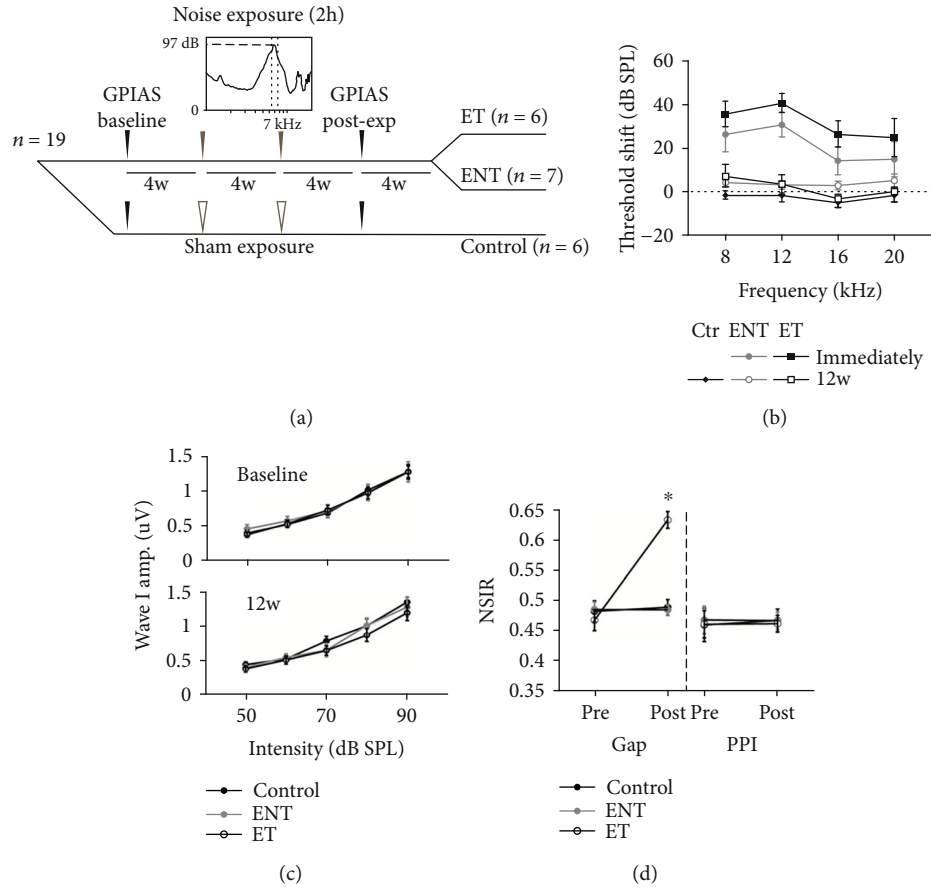 Noise exposure (2h)
97 dB
0
7 kHz
GPIAS
baseline
GPIAS
post-exp
n = 19
ET (n = 6)
ENT (n = 7)
4w 4w 4w 4w
Sham exposure
Control (n = 6)
(a)
Threshold shift (dB SPL)
60
40
20
0
−20
8 12 16 20
Frequency (kHz)
Ctr ENT ET
Immediately
12w
(b)
Wave I amp. (uV)
1.5
1
0.5
0
Baseline
1.5
1
0.5
0
12w
50 70 90
Intensity (dB SPL)
Control
ENT
ET
(c)
NSIR
*
0.65
0.6
0.55
0.5
0.45
0.4
0.35
Pre Post Pre Post
Gap PPI
Control
ENT
ET
(d)